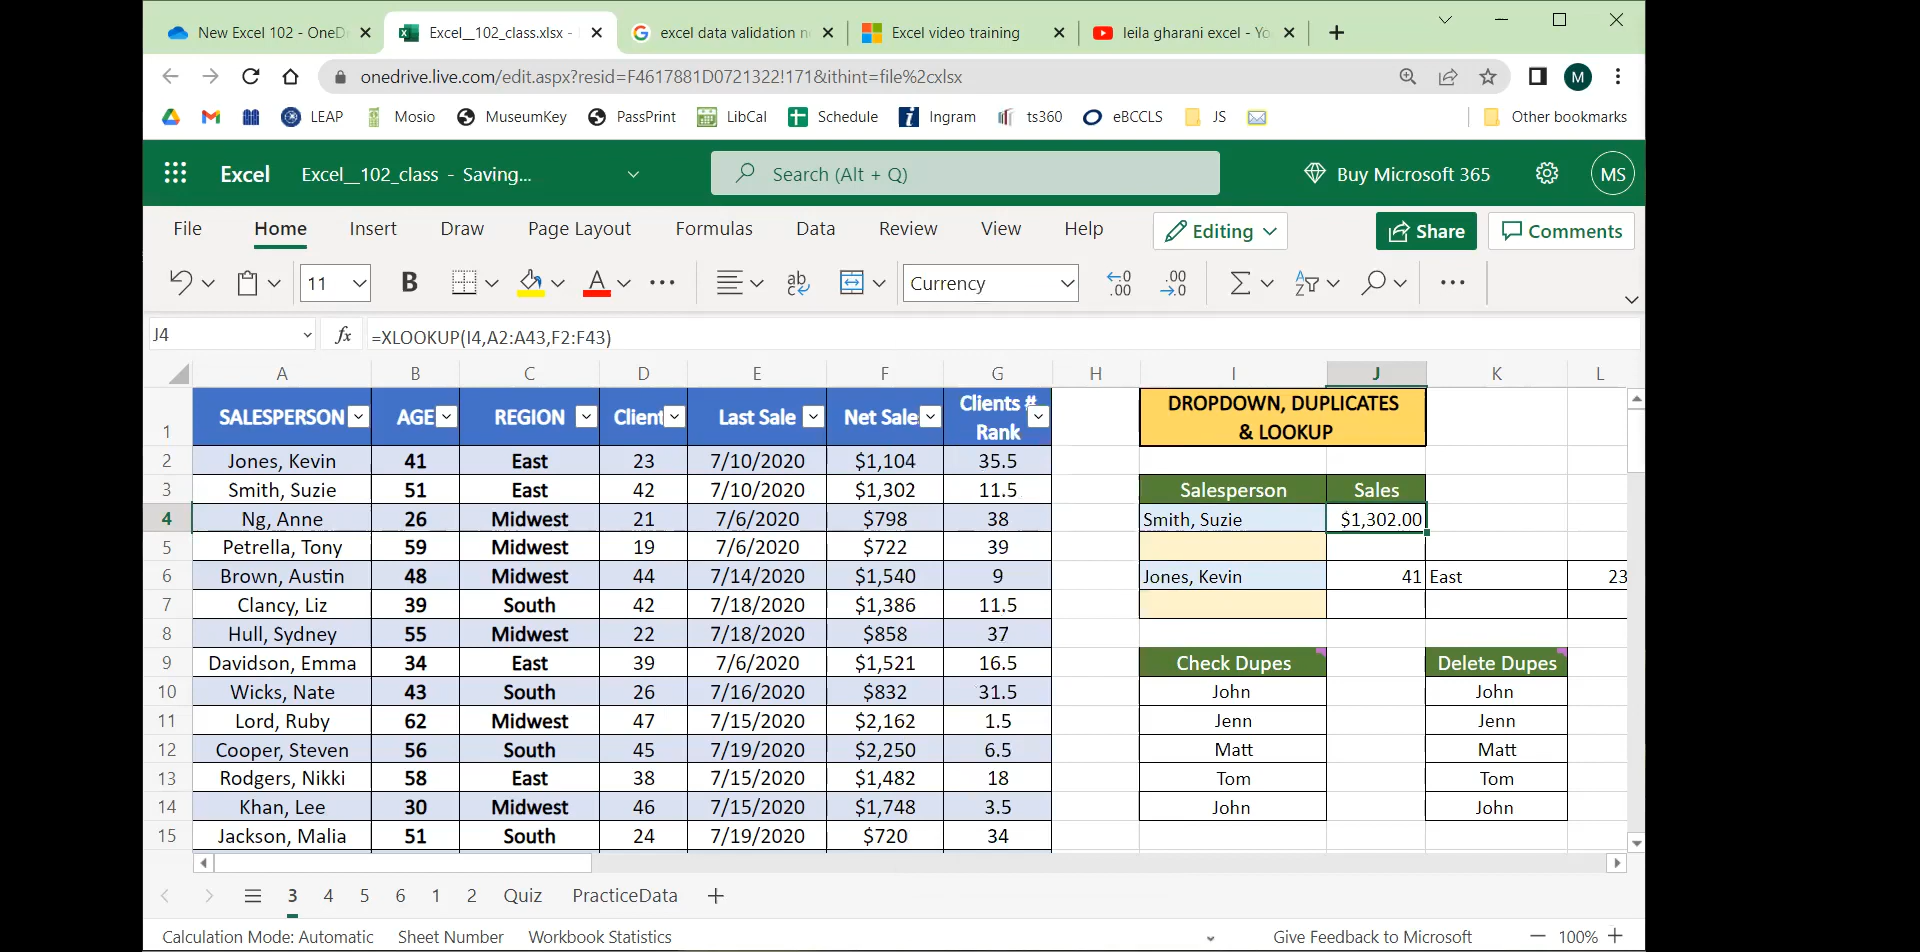 New Excel 102 - OneD
Excel__102_class.xlsx -
excel data validation n
Excel video training
leila gharani excel - Yo
onedrive.live.com/edit.aspx?resid=F4617881D0721322!171&ithint=file%2cxlsx
M
LEAP Mosio MuseumKey PassPrint LibCal Schedule Ingram ts360 eBCCLS JS Other bookmarks
Excel Excel__102_class - Saving... Search (Alt + Q) Buy Microsoft 365 MS
File Home Insert Draw Page Layout Formulas Data Review View Help Editing Share Comments
11 B A ab Currency
J4 fx =XLOOKUP(I4,A2:A43,F2:F43)
A B C D E F G H I J K L
1 SALESPERSON AGE REGION Client Last Sale Net Sale Clients # Rank DROPDOWN, DUPLICATES & LOOKUP
2 Jones, Kevin 41 East 23 7/10/2020 $1,104 35.5
3 Smith, Suzie 51 East 42 7/10/2020 $1,302 11.5 Salesperson Sales
4 Ng, Anne 26 Midwest 21 7/6/2020 $798 38 Smith, Suzie $1,302.00
5 Petrella, Tony 59 Midwest 19 7/6/2020 $722 39
6 Brown, Austin 48 Midwest 44 7/14/2020 $1,540 9 Jones, Kevin 41 East 23
7 Clancy, Liz 39 South 42 7/18/2020 $1,386 11.5
8 Hull, Sydney 55 Midwest 22 7/18/2020 $858 37
9 Davidson, Emma 34 East 39 7/6/2020 $1,521 16.5 Check Dupes Delete Dupes
10 Wicks, Nate 43 South 26 7/16/2020 $832 31.5 John John
11 Lord, Ruby 62 Midwest 47 7/15/2020 $2,162 1.5 Jenn Jenn
12 Cooper, Steven 56 South 45 7/19/2020 $2,250 6.5 Matt Matt
13 Rodgers, Nikki 58 East 38 7/15/2020 $1,482 18 Tom Tom
14 Khan, Lee 30 Midwest 46 7/15/2020 $1,748 3.5 John John
15 Jackson, Malia 51 South 24 7/19/2020 $720 34
3 4 5 6 1 2 Quiz PracticeData
Calculation Mode: Automatic Sheet Number Workbook Statistics Give Feedback to Microsoft 100%